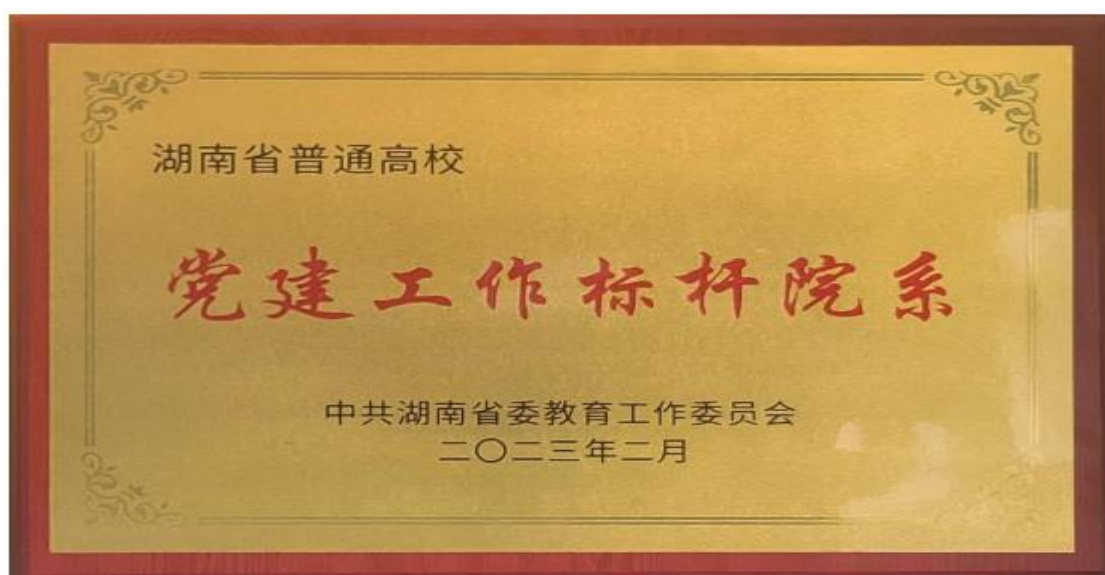 湖南省普通高校
党建工作标杆院系
中共湖南省委教育工作委员会
二〇二三年二月